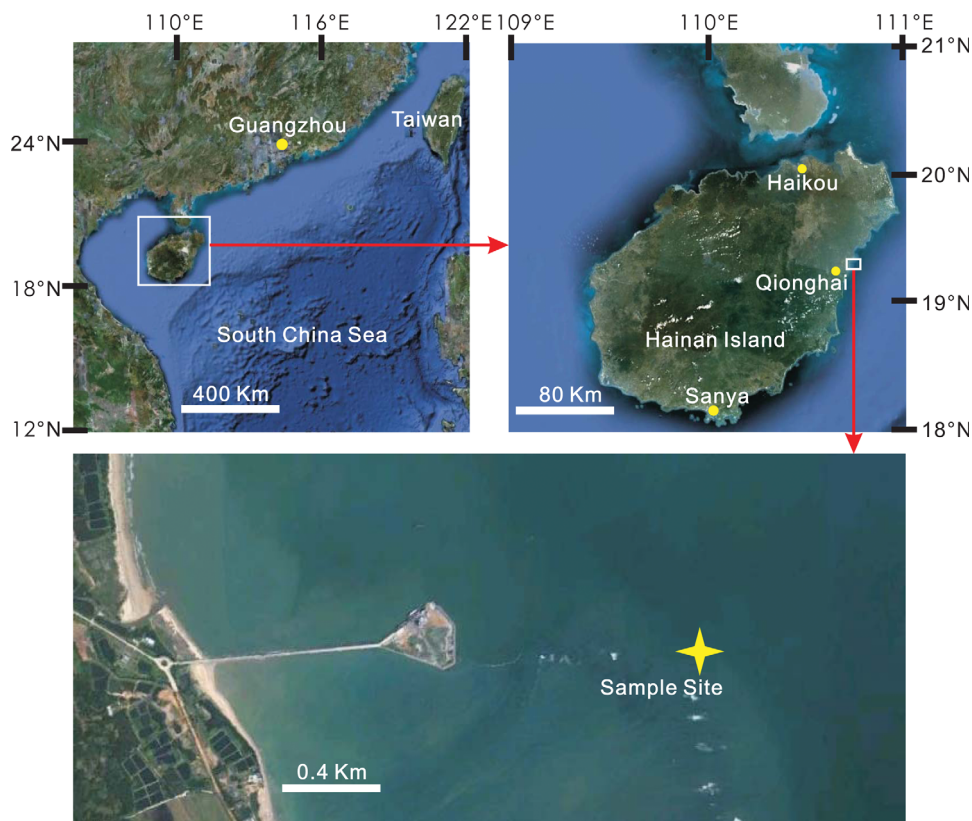 110°E 116°E 122°E 109°E 110°E 111°E
21°N
Guangzhou
Taiwan
24°N
20°N
Haikou
Qionghai
18°N
19°N
South China Sea
Hainan Island
400 Km
80 Km
Sanya
12°N
18°N
Sample Site
0.4 Km